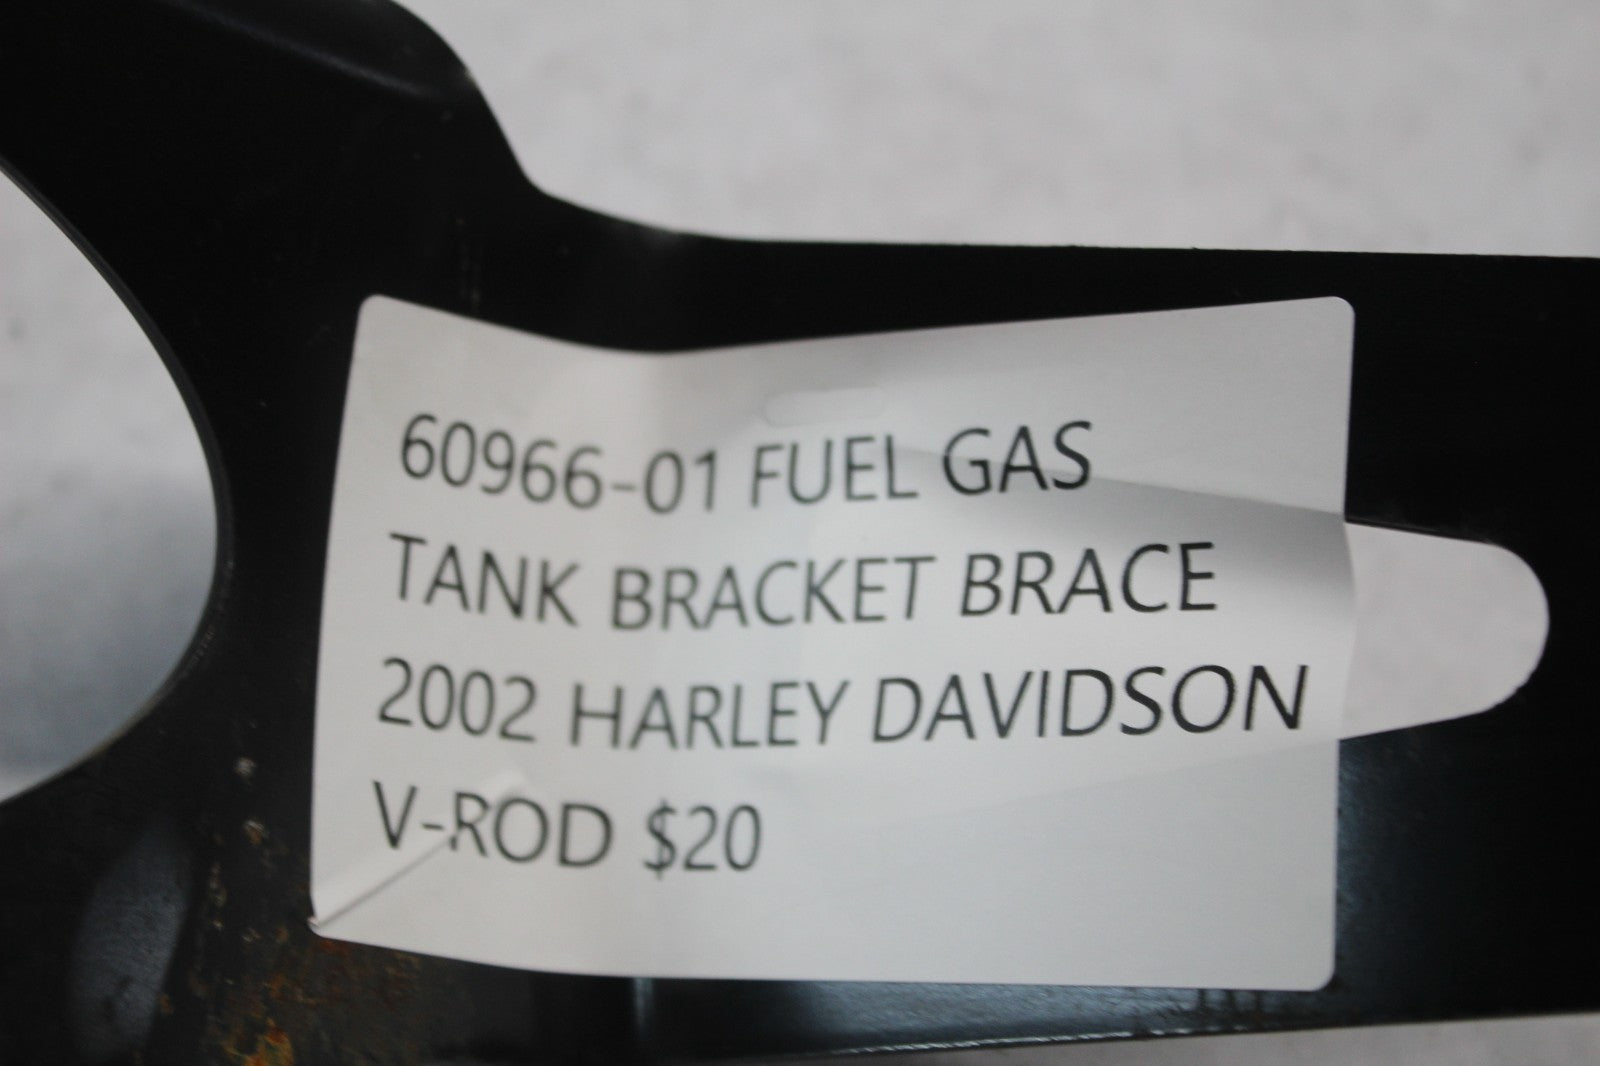 60966-01 FUEL GAS
TANK BRACKET BRACE
2002 HARLEY DAVIDSON
V-ROD $20